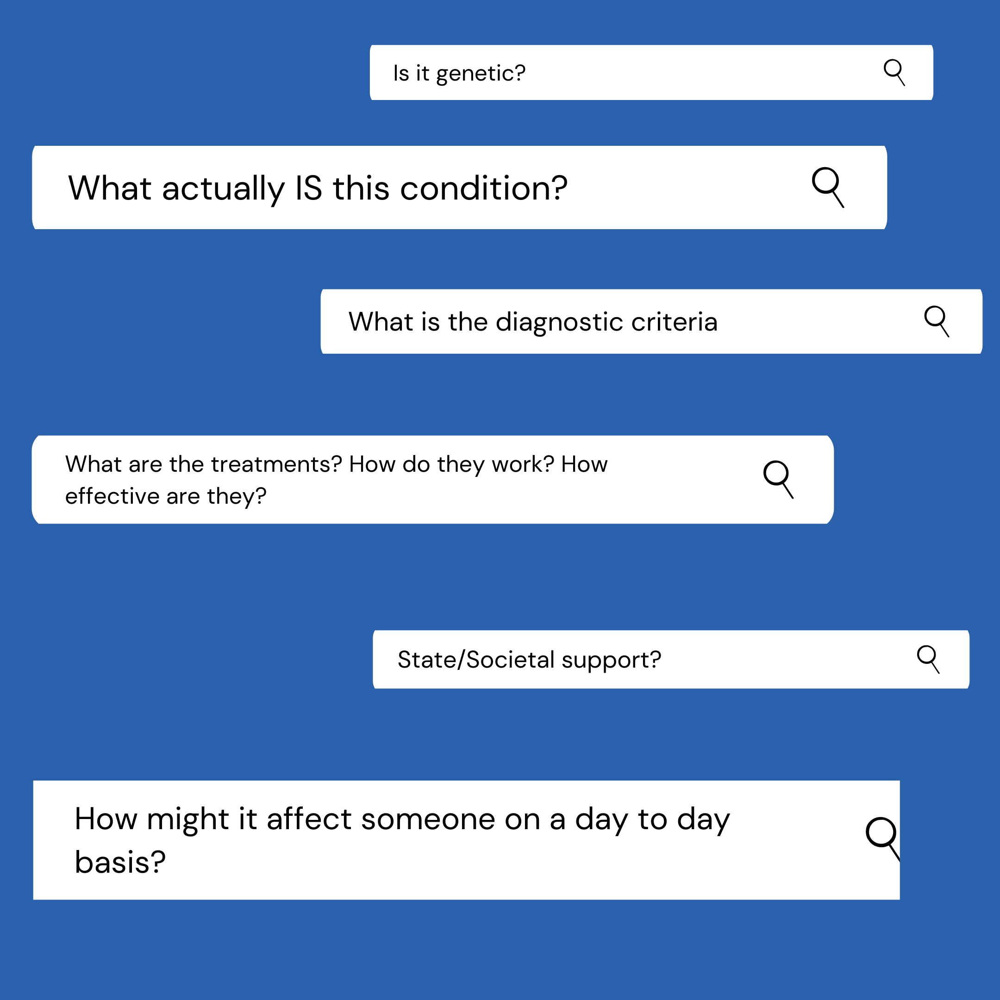 Is it genetic?
What actually IS this condition?
What is the diagnostic criteria
What are the treatments? How do they work? How
effective are they?
State/Societal support?
How might it affect someone on a day to day
basis?